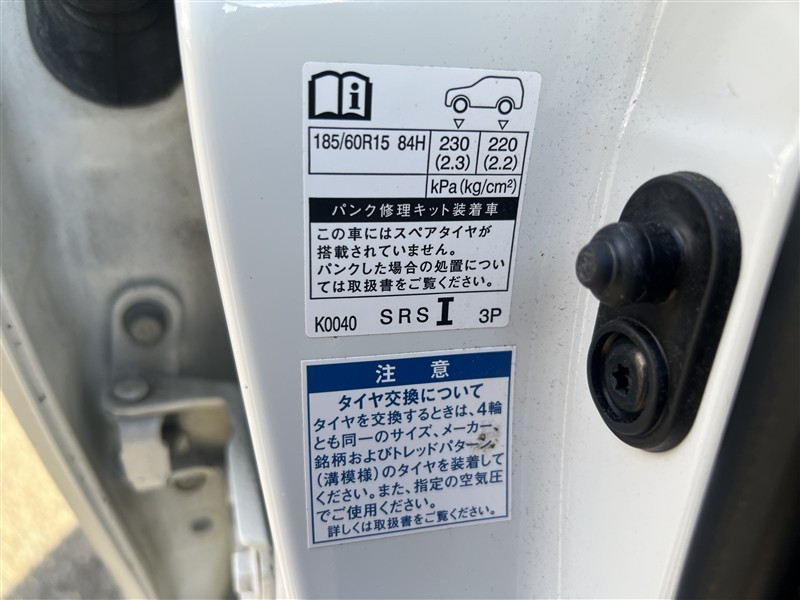 i
185/60R15 84H 230 (2.3) 220 (2.2)
kPa(kg/cm²)
パンク修理キット装着車
この車にはスペアタイヤが
搭載されていません。
パンクした場合の処置につい
ては取扱書をご覧ください。
K0040 SRS I 3P
注意
タイヤ交換について
タイヤを交換するときは、4輪
とも同一のサイズ、メーカー、
銘柄およびトレッドパターン
(溝模様)のタイヤを装着して
ください。また、指定の空気圧
でご使用ください。
詳しくは取扱書をご覧ください。